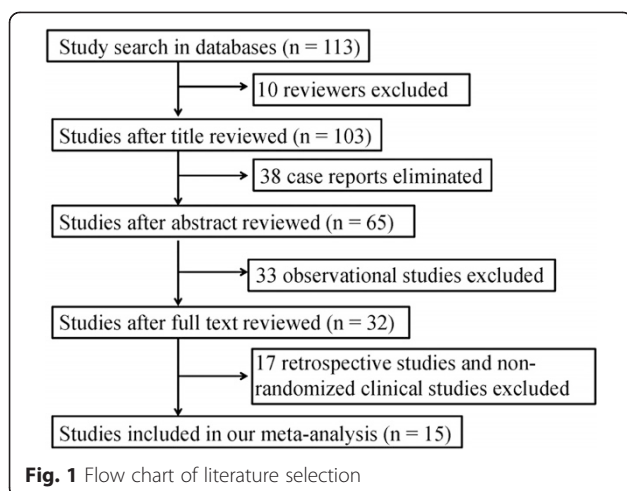 Study search in databases (n = 113)
10 reviewers excluded
Studies after title reviewed (n = 103)
38 case reports eliminated
Studies after abstract reviewed (n = 65)
33 observational studies excluded
Studies after full text reviewed (n = 32)
17 retrospective studies and non-
randomized clinical studies excluded
Studies included in our meta-analysis (n = 15)
Fig. 1 Flow chart of literature selection